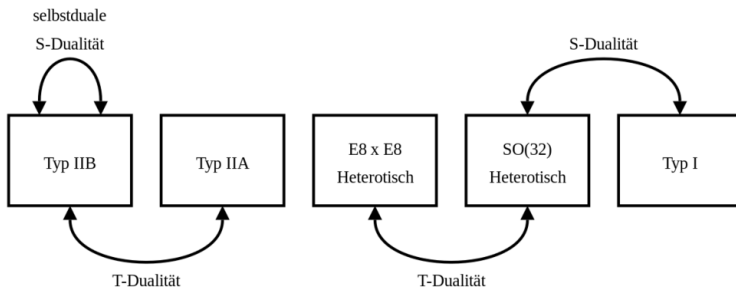 selbstduale
S-Dualität
S-Dualität
Typ IIB
Typ IIA
E8 x E8
Heterotisch
SO(32)
Heterotisch
Typ I
T-Dualität
T-Dualität